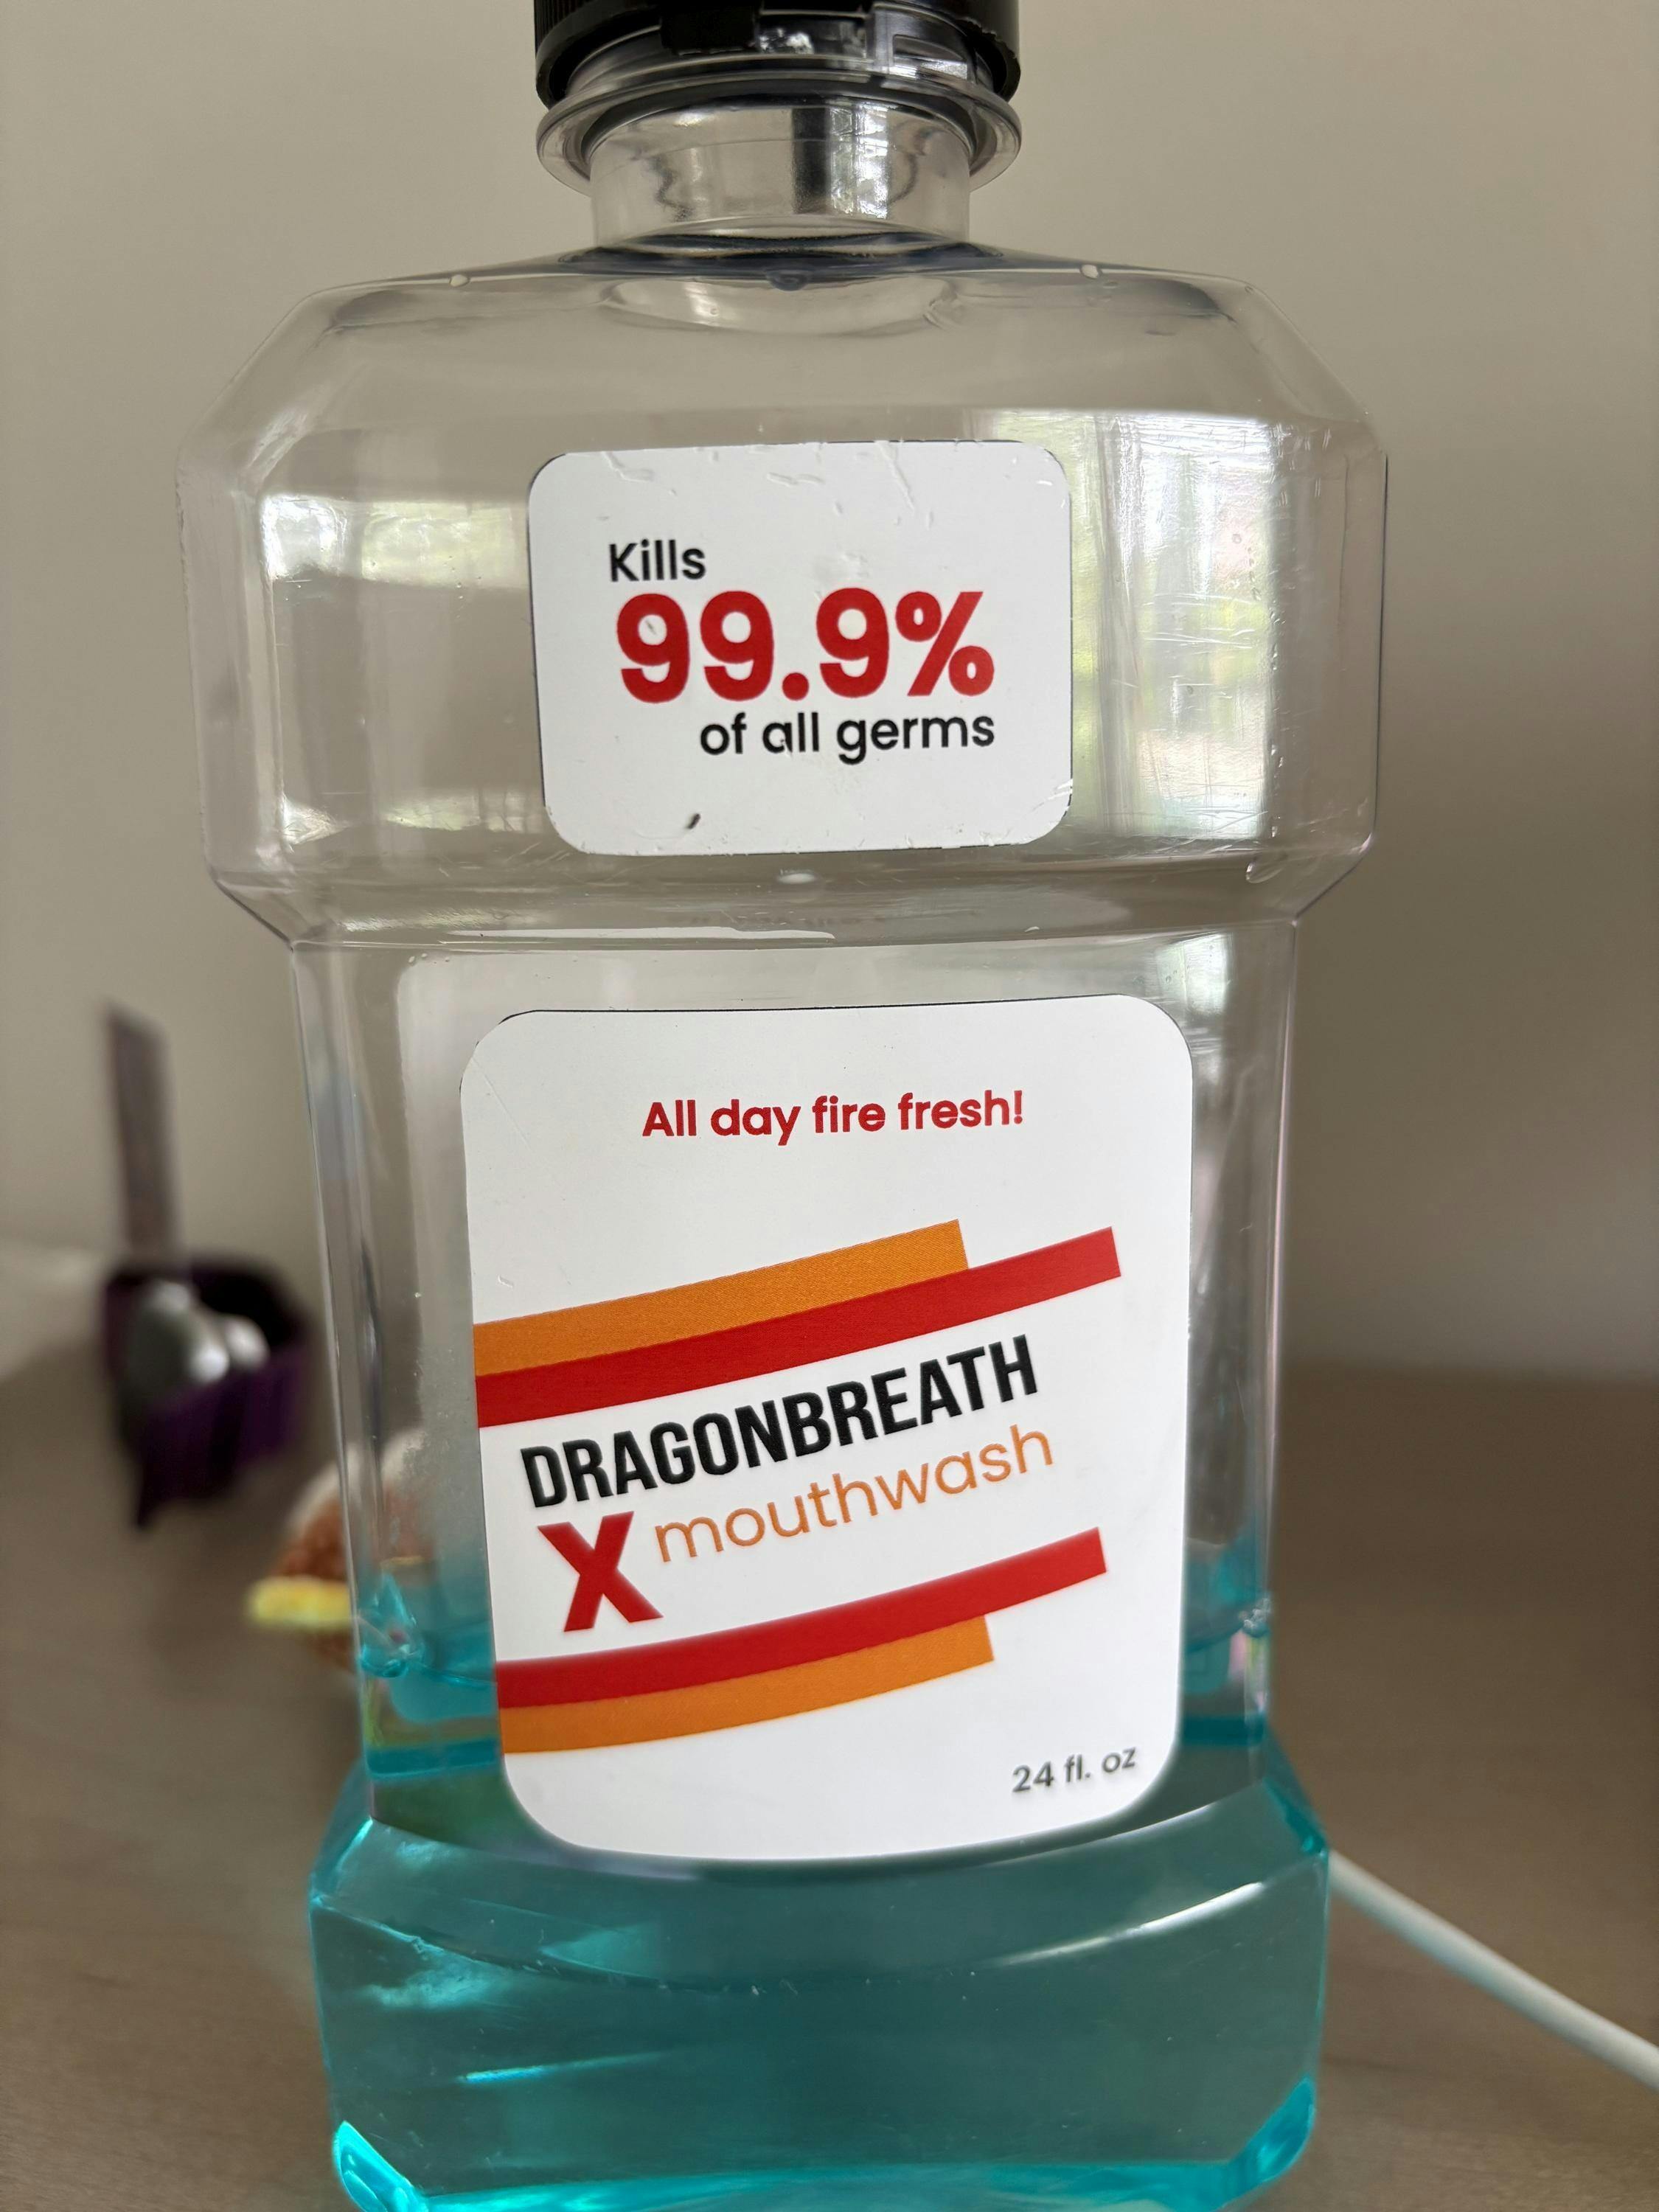 Kills
99.9%
of all germs
All day fire fresh!
DRAGONBREATH
X mouthwash
24 fl. oz